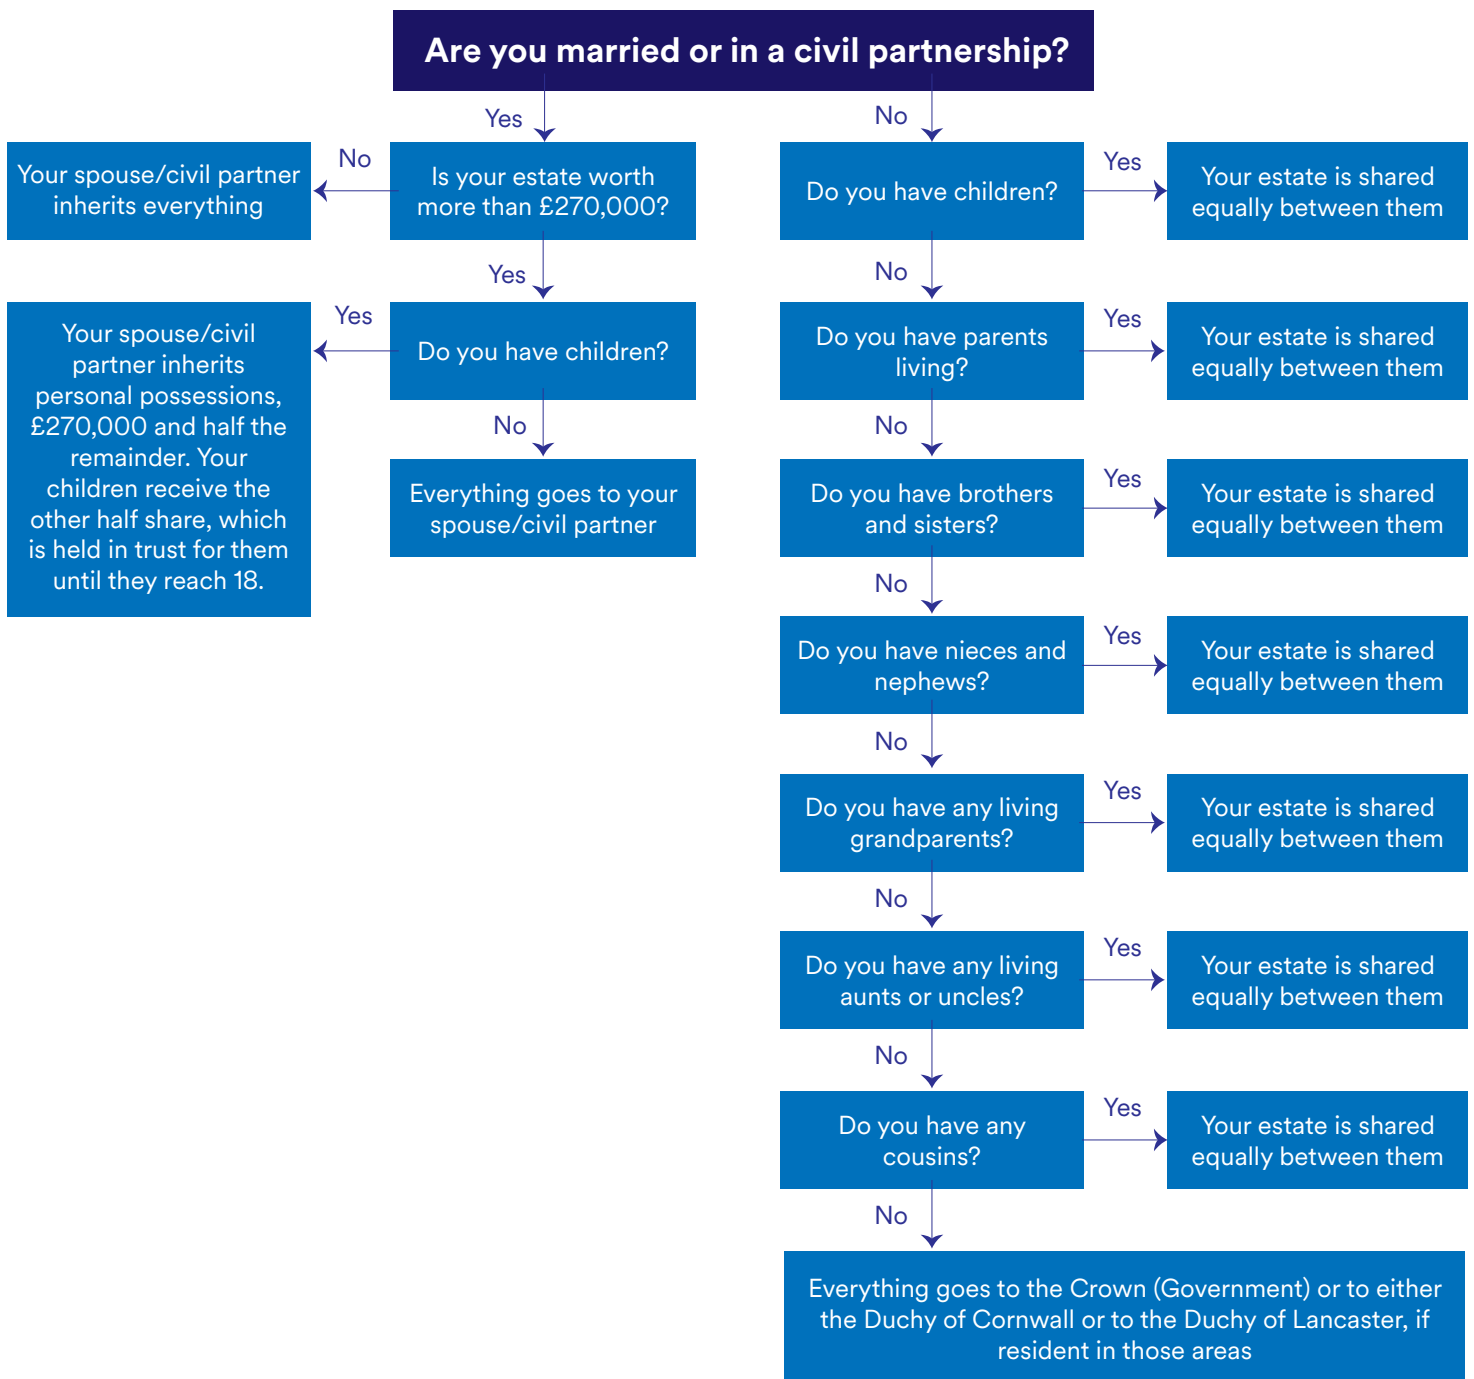 Are you married or in a civil partnership?
Yes
No
Your spouse/civil partner
inherits everything
No
Is your estate worth
more than £270,000?
Do you have children?
Yes
Your estate is shared
equally between them
Yes
No
Your spouse/civil
partner inherits
personal possessions,
£270,000 and half the
remainder. Your
children receive the
other half share, which
is held in trust for them
until they reach 18.
Yes
Do you have children?
No
Everything goes to your
spouse/civil partner
Do you have parents
living?
Yes
Your estate is shared
equally between them
No
Do you have brothers
and sisters?
Yes
Your estate is shared
equally between them
No
Do you have nieces and
nephews?
Yes
Your estate is shared
equally between them
No
Do you have any living
grandparents?
Yes
Your estate is shared
equally between them
No
Do you have any living
aunts or uncles?
Yes
Your estate is shared
equally between them
No
Do you have any
cousins?
Yes
Your estate is shared
equally between them
No
Everything goes to the Crown (Government) or to either
the Duchy of Cornwall or to the Duchy of Lancaster, if
resident in those areas